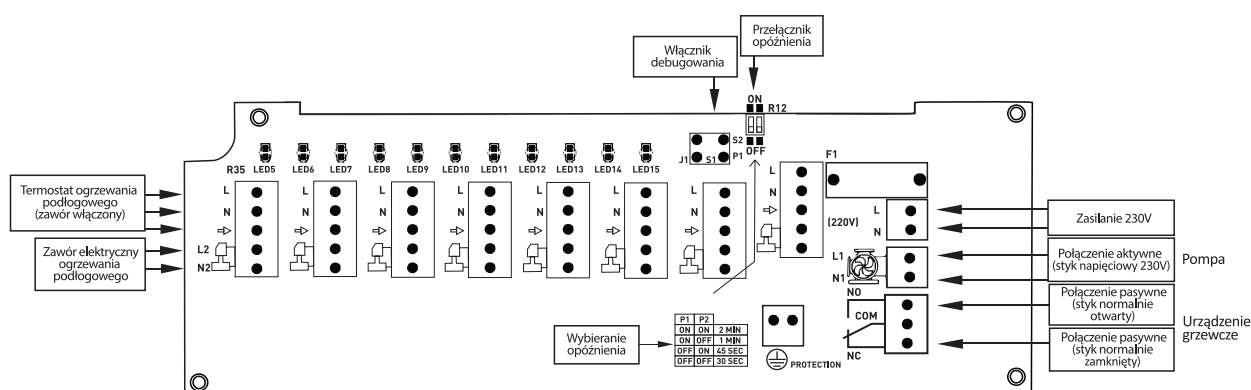 Przełącznik
opóźnienia
Włącznik
debugowania
ON
R12
S2
J1 S1 P1
OFF
F1
R35 LED5 LED6 LED7 LED8 LED9 LED10 LED11 LED12 LED13 LED14 LED15
L L L L L L L
N N N N N N N
L L
N N
(220V)
L2
N2
Termostat ogrzewania
podłogowego
(zawór włączony)
Zawór elektryczny
ogrzewania
podłogowego
Zasilanie 230V
L1
N1
Połączenie aktywne
(styk napięciowy 230V)
Pompa
NO
COM
NC
Połączenie pasywne
(styk normalnie
otwarty)
Urządzenie
grzewcze
Połączenie pasywne
(styk normalnie
zamknięty)
Wybieranie
opóźnienia
P1 P2
ON ON 2 MIN
ON OFF 1 MIN
OFF ON 45 SEC
OFF OFF 30 SEC
PROTECTION